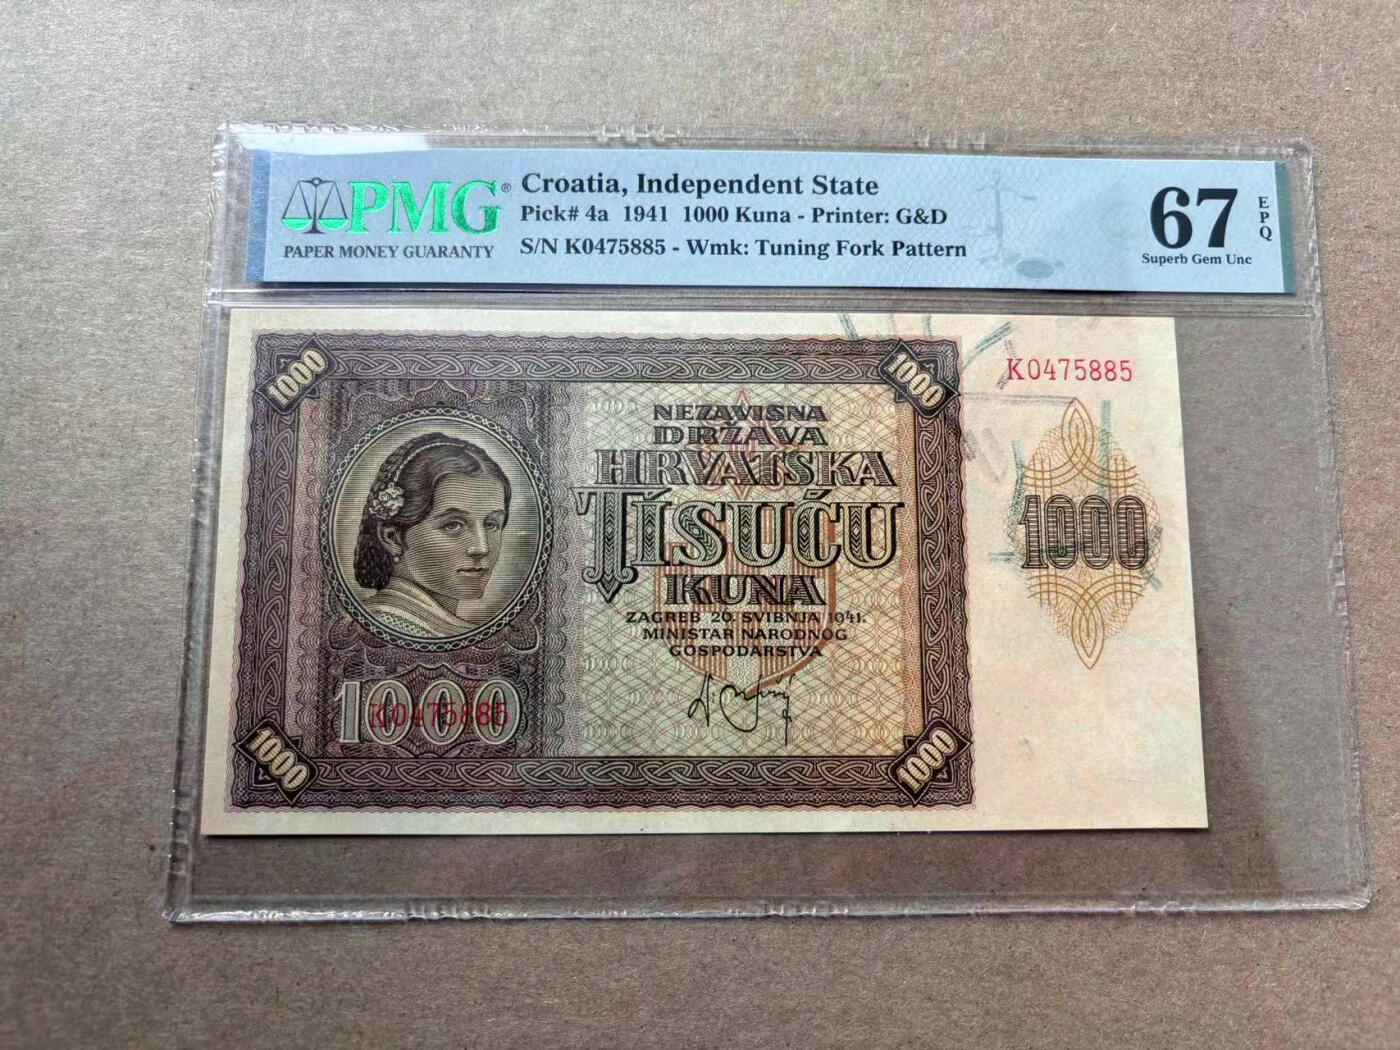 PMG®
PAPER MONEY GUARANTY
Croatia, Independent State
Pick# 4a 1941 1000 Kuna - Printer: G&D
S/N K0475885 - Wmk: Tuning Fork Pattern
67
EPQ
Superb Gem Unc
1000
1000
K0475885
NEZAVISNA
DRŽAVA
HRVATSKA
TISUĆU
KUNA
1000
ZAGREB 26. SVIBNJA 1941.
MINISTAR NARODNOG
GOSPODARSTVA
1000
K0475885
1000
1000